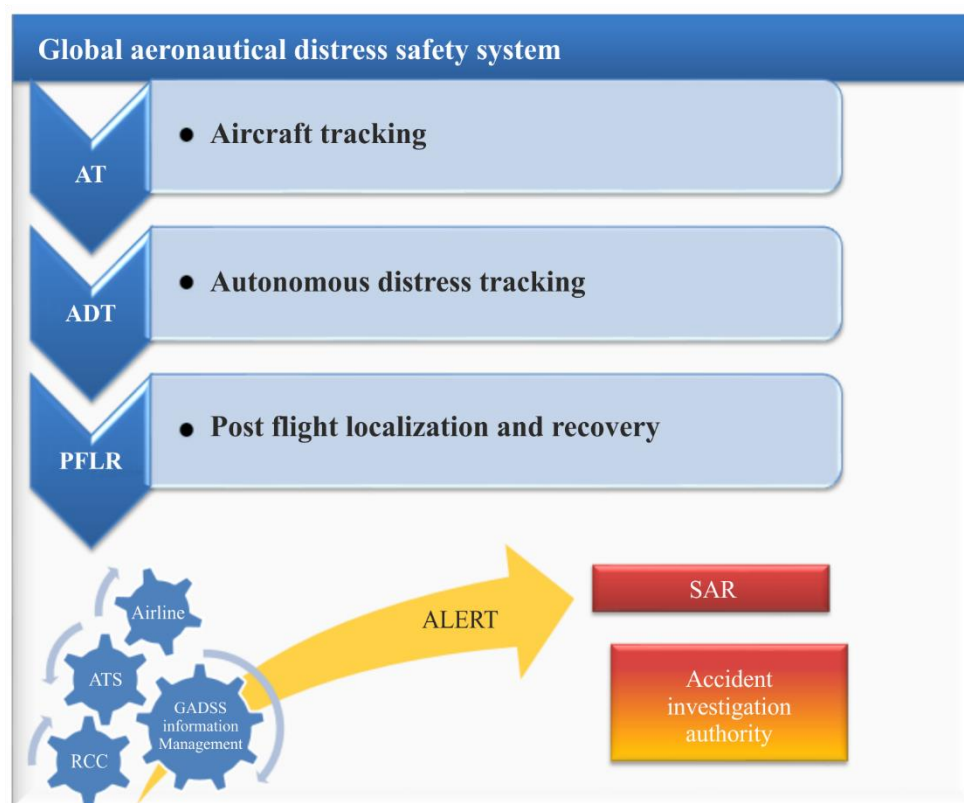 Global aeronautical distress safety system
AT
● Aircraft tracking
ADT
● Autonomous distress tracking
PFLR
● Post flight localization and recovery
Airline
ATS
RCC
GADSS
information
Management
ALERT
SAR
Accident
investigation
authority